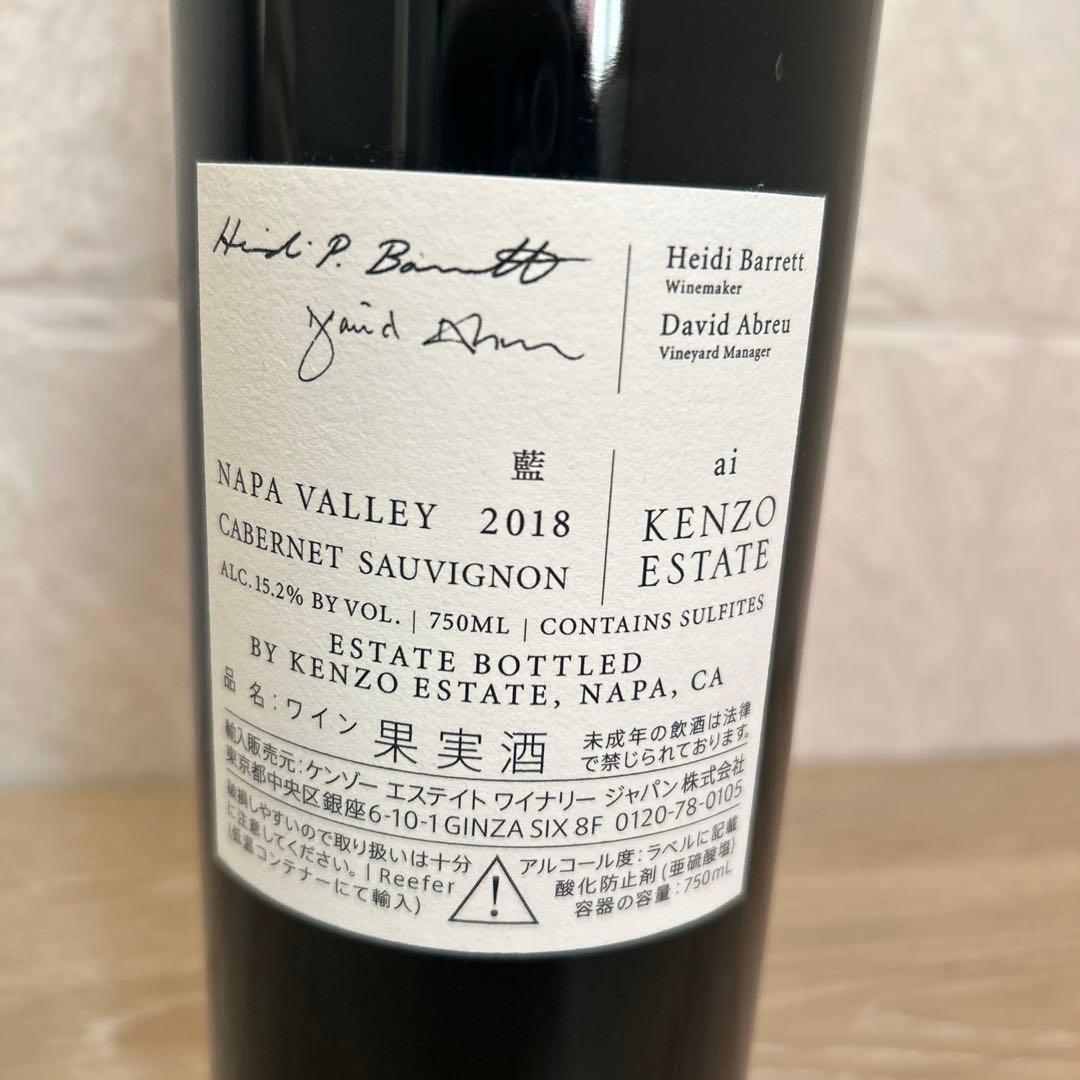 Heidi P. Barrett
David Abreu
Heidi Barrett
Winemaker
David Abreu
Vineyard Manager
藍
NAPA VALLEY 2018
CABERNET SAUVIGNON
ai
KENZO
ESTATE
ALC.15.2% BY VOL. | 750ML | CONTAINS SULFITES
ESTATE BOTTLED
BY KENZO ESTATE, NAPA, CA
品 名:ワイン 果実酒
未成年の飲酒は法律
で禁じられております。
輸入販売元:ケンゾー エステイト ワイナリー ジャパン株式会社
東京都中央区銀座6-10-1 GINZA SIX 8F 0120-78-0105
破損しやすいので取り扱いは十分
に注意してください。| Reefer
(低温コンテナーにて輸入)
!
アルコール度:ラベルに記載
酸化防止剤(亜硫酸塩)
容器の容量:750mL